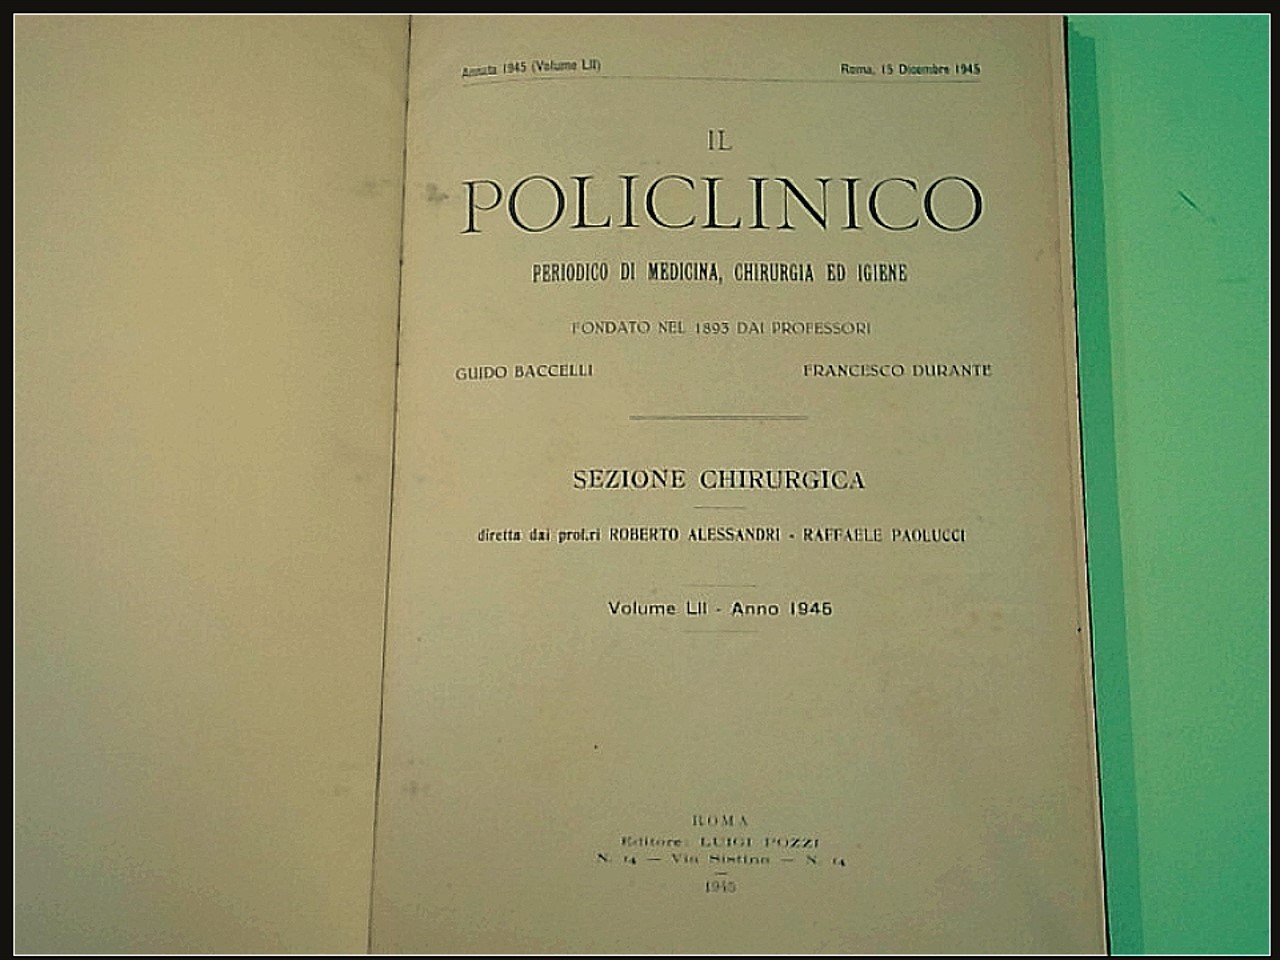 Annata 1945 (Volume LII)
Roma, 15 Dicembre 1945
IL
POLICLINICO
PERIODICO DI MEDICINA, CHIRURGIA ED IGIENE
FONDATO NEL 1893 DAI PROFESSORI
GUIDO BACCELLI
FRANCESCO DURANTE
SEZIONE CHIRURGICA
diretta dai prof.ri ROBERTO ALESSANDRI - RAFFAELE PAOLUCCI
Volume LII - Anno 1945
ROMA
Editore: LUIGI POZZI
N. 14 — Via Sistina — N. 14
1945